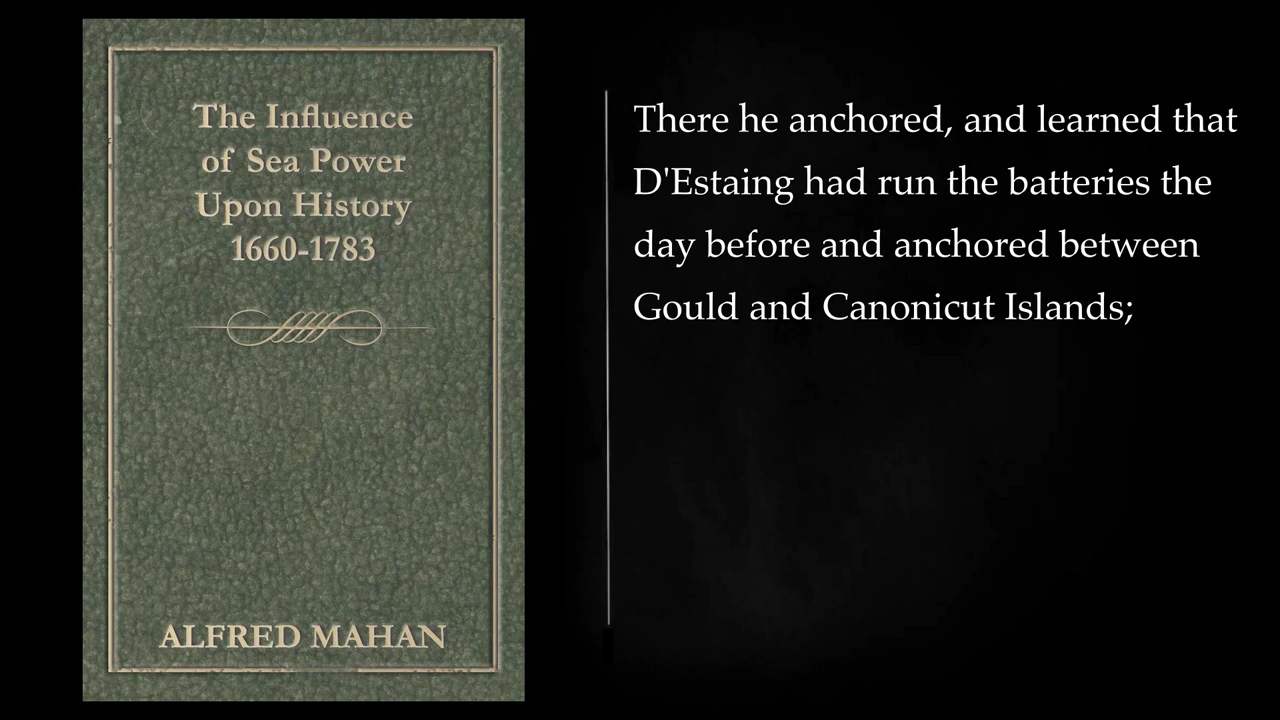 The Influence
of Sea Power
Upon History
1660-1783
ALFRED MAHAN
There he anchored, and learned that
D'Estaing had run the batteries the
day before and anchored between
Gould and Canonicut Islands;